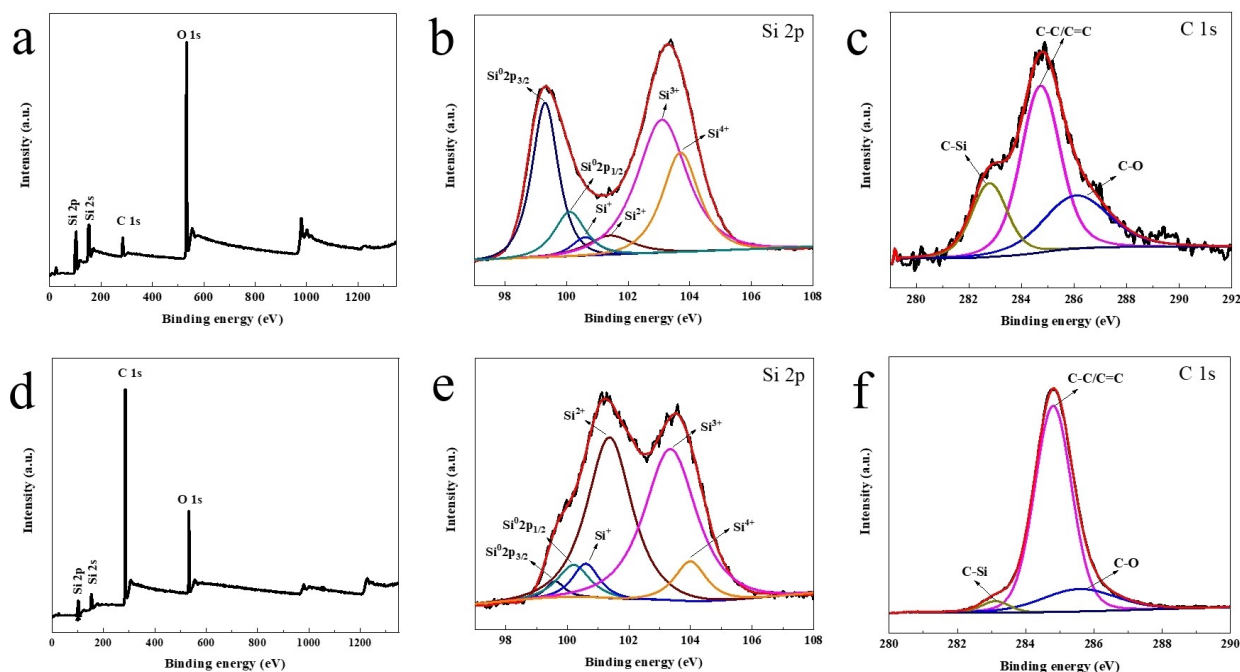 a
O 1s
Si 2p
Si 2s
C 1s
Intensity (a.u.)
0 200 400 600 800 1000 1200
Binding energy (eV)
b
Si 2p
Si⁰2p₃/₂
Si³⁺
Si⁴⁺
Si⁰2p₁/₂
Si⁺
Si²⁺
Intensity (a.u.)
98 100 102 104 106 108
Binding energy (eV)
c
C 1s
C-C/C=C
C-Si
C-O
Intensity (a.u.)
280 282 284 286 288 290 292
Binding energy (eV)
d
C 1s
O 1s
Si 2p
Si 2s
Intensity (a.u.)
0 200 400 600 800 1000 1200
Binding energy (eV)
e
Si 2p
Si²⁺
Si³⁺
Si⁰2p₁/₂
Si⁺
Si⁴⁺
Si⁰2p₃/₂
Intensity (a.u.)
98 100 102 104 106 108
Binding energy (eV)
f
C 1s
C-C/C=C
C-Si
C-O
Intensity (a.u.)
280 282 284 286 288 290
Binding energy (eV)